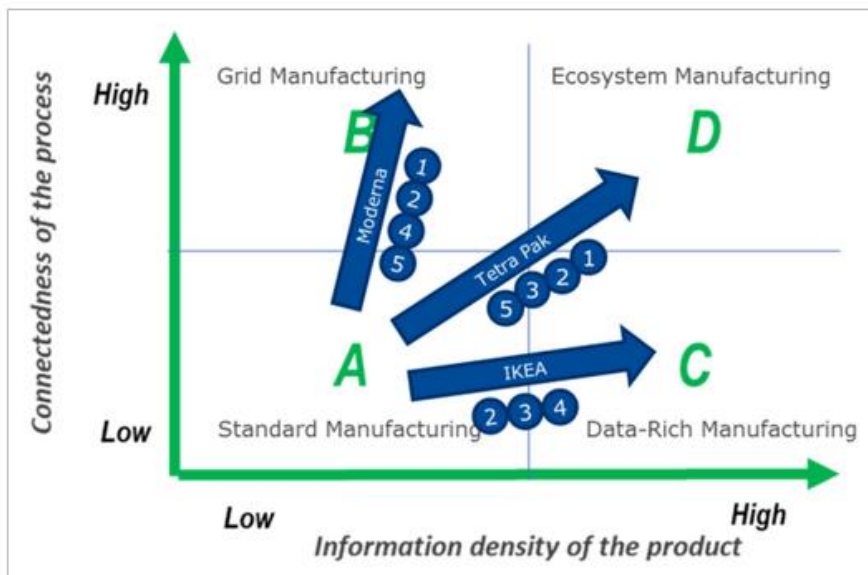 Connectedness of the process
High
Low
Grid Manufacturing
Ecosystem Manufacturing
B
D
Moderna
1
2
4
5
Tetra Pak
5
3
2
1
A
C
IKEA
2
3
4
Standard Manufacturing
Data-Rich Manufacturing
Low
High
Information density of the product